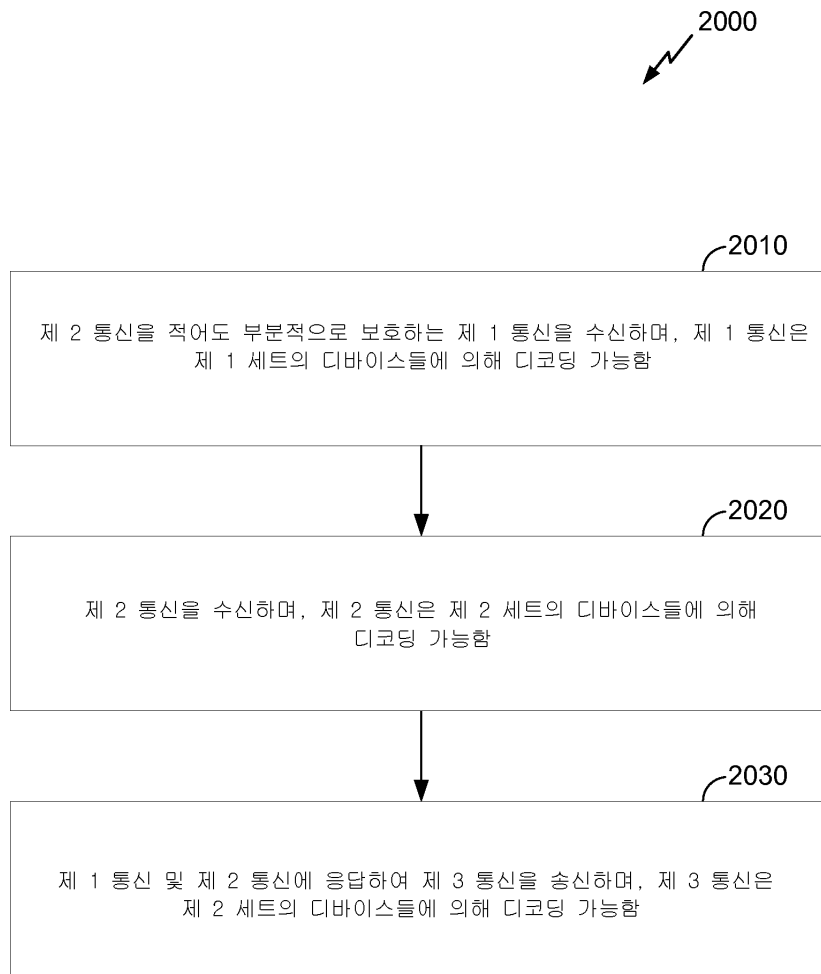 2000
2010
제 2 통신을 적어도 부분적으로 보호하는 제 1 통신을 수신하며, 제 1 통신은
제 1 세트의 디바이스들에 의해 디코딩 가능함
2020
제 2 통신을 수신하며, 제 2 통신은 제 2 세트의 디바이스들에 의해
디코딩 가능함
2030
제 1 통신 및 제 2 통신에 응답하여 제 3 통신을 송신하며, 제 3 통신은
제 2 세트의 디바이스들에 의해 디코딩 가능함